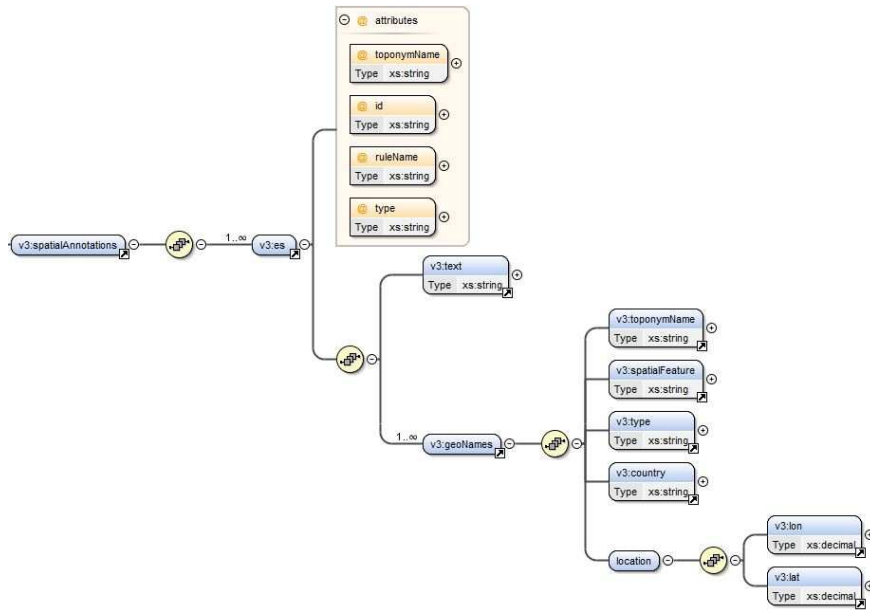 @ attributes
@ toponymName
Type xs:string
@ id
Type xs:string
@ ruleName
Type xs:string
@ type
Type xs:string
v3:spatialAnnotations
1..∞
v3:es
v3:text
Type xs:string
1..∞
v3:geoNames
v3:toponymName
Type xs:string
v3:spatialFeature
Type xs:string
v3:type
Type xs:string
v3:country
Type xs:string
location
v3:lon
Type xs:decimal
v3:lat
Type xs:decimal